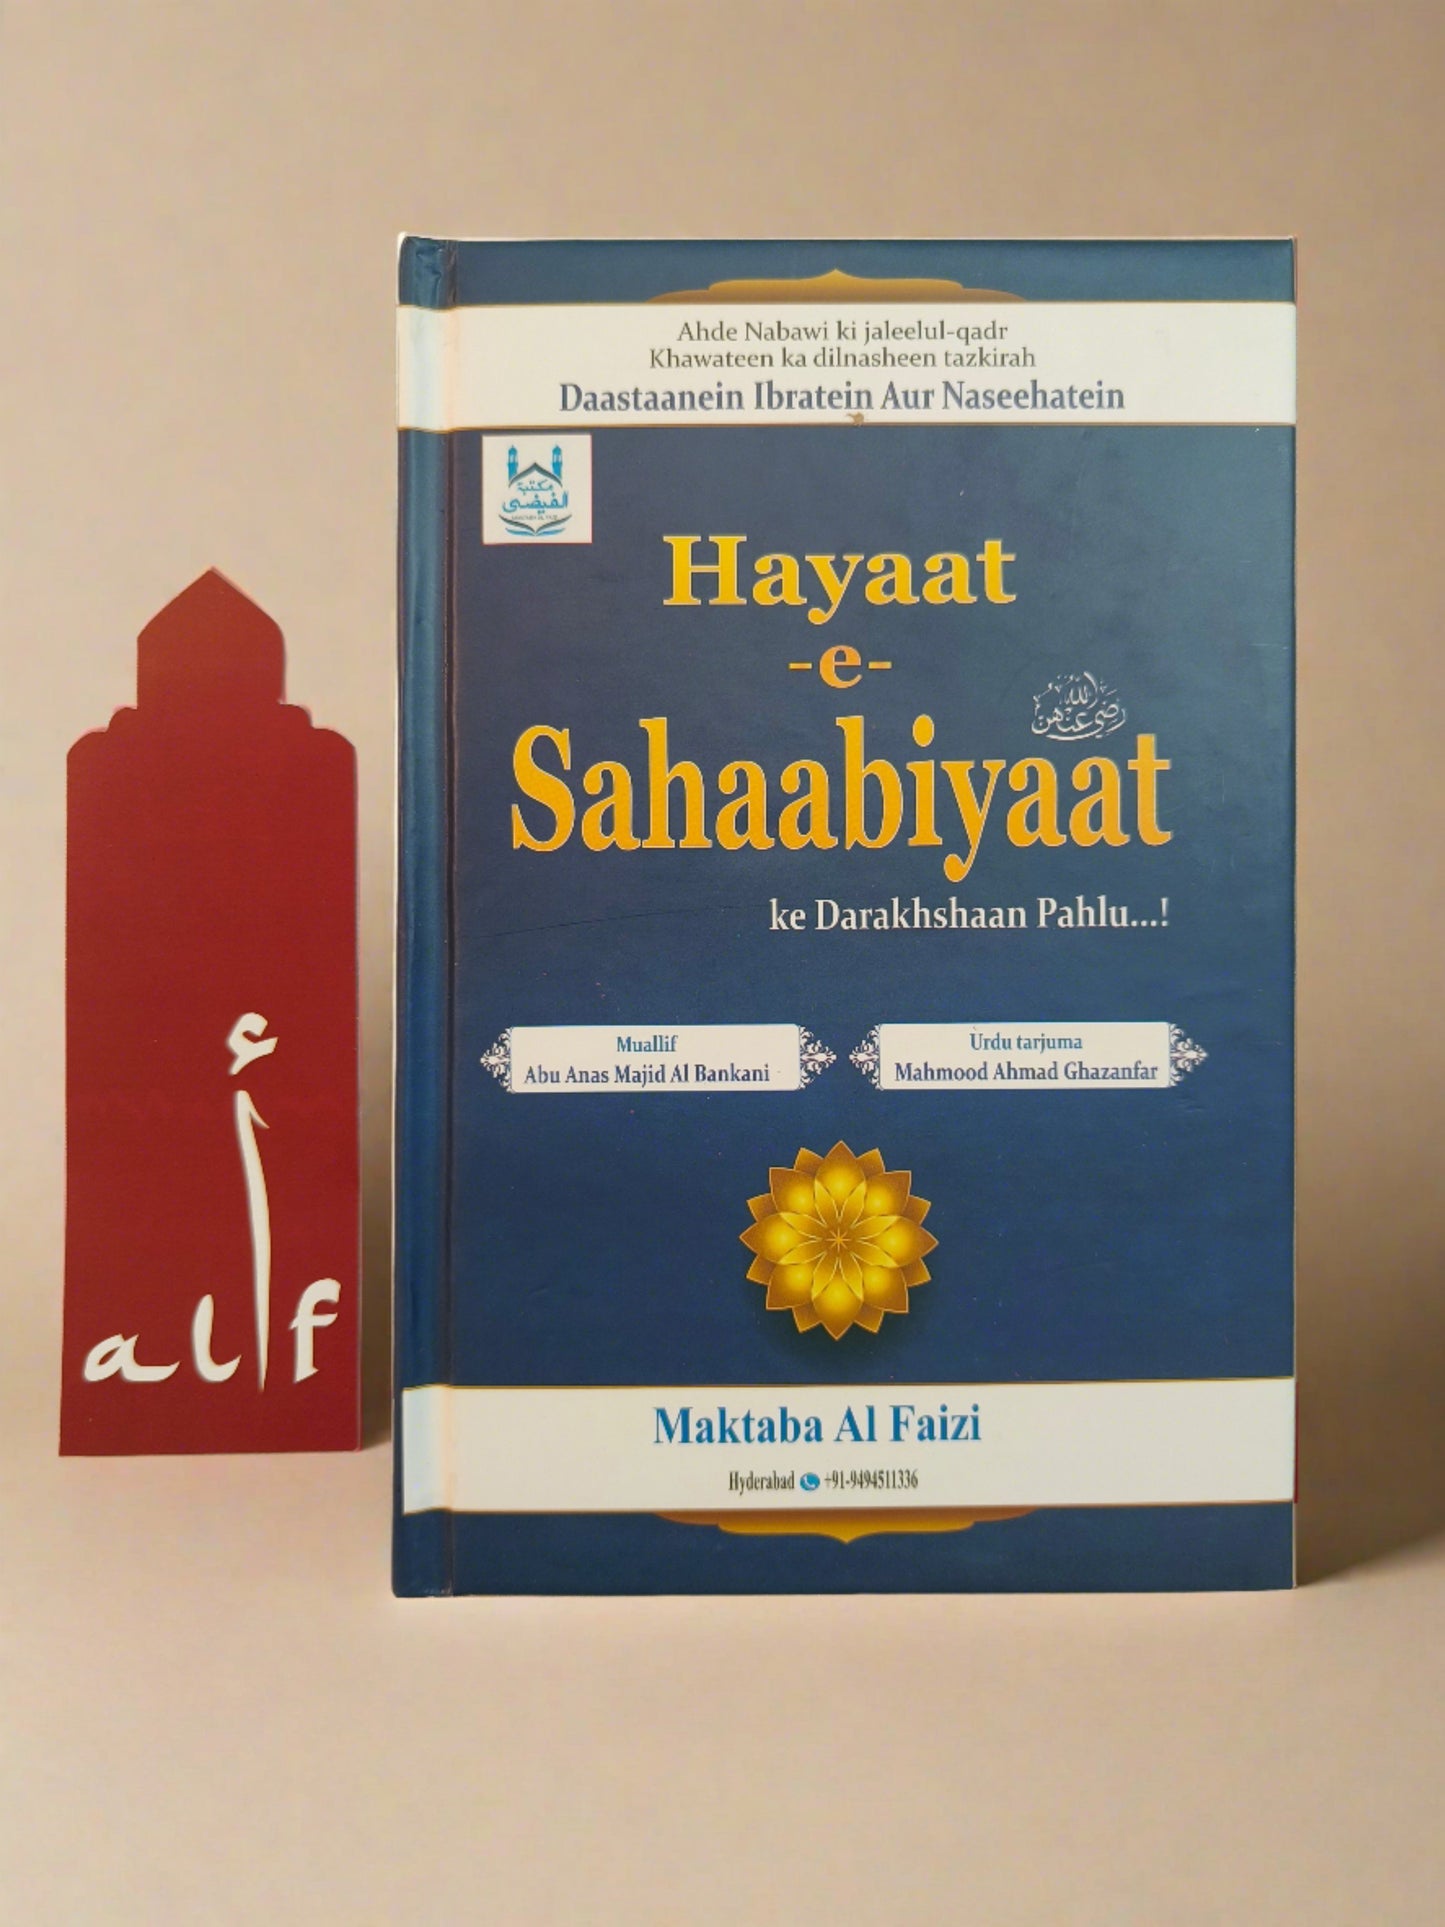 Ahde Nabawi ki jaleelul-qadr
Khawateen ka dilnasheen tazkirah
Daastaanein Ibratein Aur Naseehatein
مكتبة
الفيضي
Hayaat
-e-
رضي الله عنهن
Sahaabiyaat
ke Darakhshaan Pahlu...!
Muallif
Abu Anas Majid Al Bankani
Urdu tarjuma
Mahmood Ahmad Ghazanfar
أ
alf
Maktaba Al Faizi
Hyderabad +91-9494511336